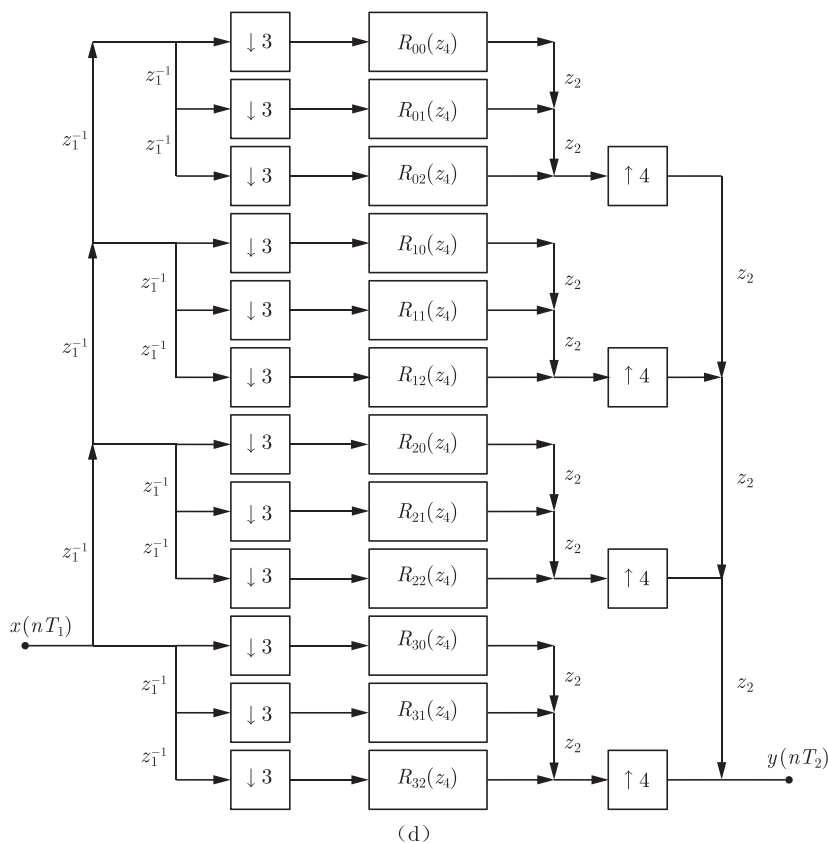 ↓3 R₀₀(z₄)
z₁⁻¹ z₂
↓3 R₀₁(z₄)
z₁⁻¹ z₁⁻¹ z₂
↓3 R₀₂(z₄) ↑4
↓3 R₁₀(z₄)
z₁⁻¹ z₂ z₂
↓3 R₁₁(z₄)
z₁⁻¹ z₁⁻¹ z₂
↓3 R₁₂(z₄) ↑4
↓3 R₂₀(z₄)
z₁⁻¹ z₂ z₂
↓3 R₂₁(z₄)
z₁⁻¹ z₁⁻¹ z₂
↓3 R₂₂(z₄) ↑4
x(nT₁)
↓3 R₃₀(z₄)
z₁⁻¹ z₂ z₂
↓3 R₃₁(z₄)
z₁⁻¹ z₂
y(nT₂)
↓3 R₃₂(z₄) ↑4
(d)